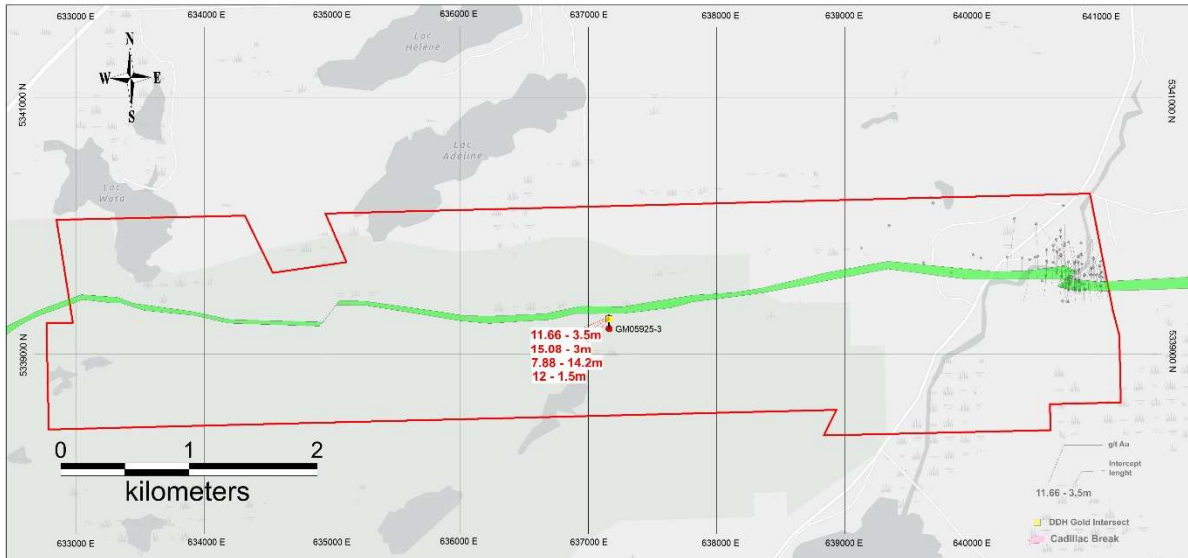 633000 E 634000 E 635000 E 636000 E 637000 E 638000 E 639000 E 640000 E 641000 E
N
W E
S
Lac
Hélène
5341000 N
5341000 N
Lac
Adéline
Lac
Wasa
11.66 - 3.5m
GM05925-3
15.08 - 3m
7.88 - 14.2m
12 - 1.5m
5339000 N
5339000 N
0 1 2
kilometers
g/t Au
Intercept
lenght
11.66 - 3.5m
DDH Gold Intersect
Cadillac Break
633000 E 634000 E 635000 E 636000 E 637000 E 638000 E 639000 E 640000 E 641000 E